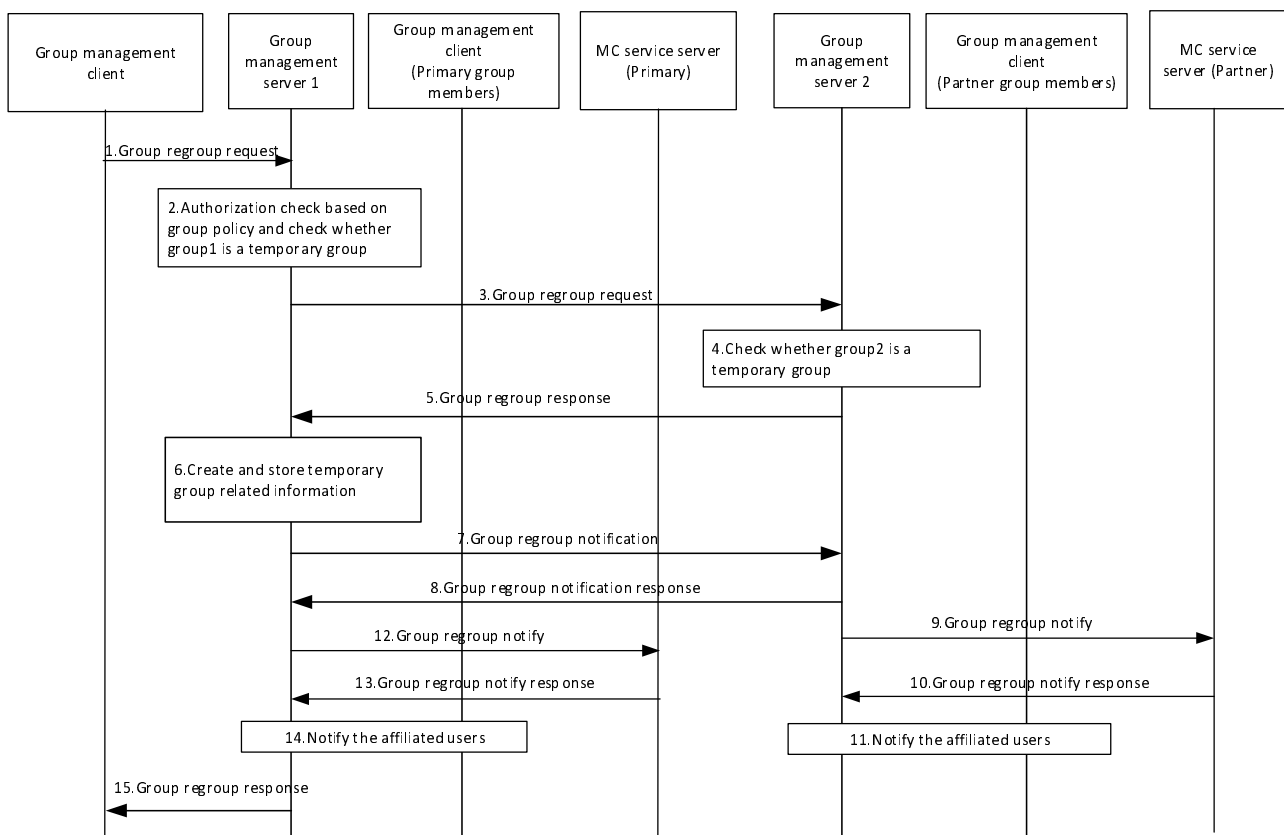 Group management
client
Group
management
server 1
Group management
client
(Primary group
members)
MC service server
(Primary)
Group
management
server 2
Group management
client
(Partner group members)
MC service
server (Partner)
1.Group regroup request
2.Authorization check based on
group policy and check whether
group1 is a temporary group
3.Group regroup request
4.Check whether group2 is a
temporary group
5.Group regroup response
6.Create and store temporary
group related information
7.Group regroup notification
8.Group regroup notification response
9.Group regroup notify
12.Group regroup notify
13.Group regroup notify response
10.Group regroup notify response
14.Notify the affiliated users
11.Notify the affiliated users
15.Group regroup response